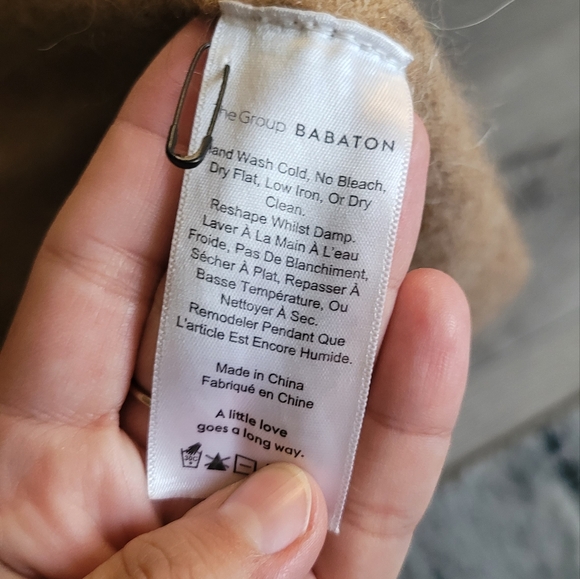 he Group BABATON
and Wash Cold, No Bleach,
Dry Flat, Low Iron, Or Dry
Clean.
Reshape Whilst Damp.
Laver À La Main À L'eau
Froide, Pas De Blanchiment,
Sécher À Plat, Repasser À
Basse Température, Ou
Nettoyer À Sec.
Remodeler Pendant Que
L'article Est Encore Humide.
Made in China
Fabriqué en Chine
A little love
goes a long way.
30C